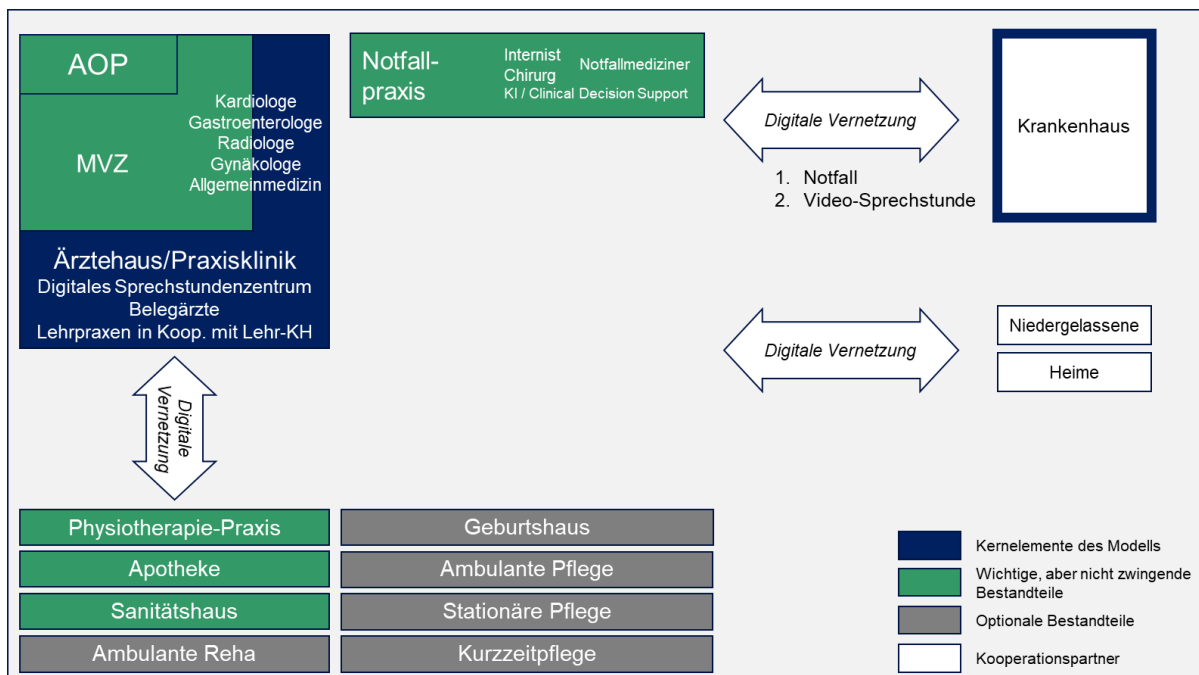 AOP
MVZ
Kardiologe
Gastroenterologe
Radiologe
Gynäkologe
Allgemeinmedizin
Ärztehaus/Praxisklinik
Digitales Sprechstundenzentrum
Belegärzte
Lehrpraxen in Koop. mit Lehr-KH
Notfall-
praxis
Internist
Chirurg
Notfallmediziner
KI / Clinical Decision Support
Digitale Vernetzung
1. Notfall
2. Video-Sprechstunde
Krankenhaus
Digitale Vernetzung
Niedergelassene
Heime
Digitale
Vernetzung
Physiotherapie-Praxis
Apotheke
Sanitätshaus
Ambulante Reha
Geburtshaus
Ambulante Pflege
Stationäre Pflege
Kurzzeitpflege
Kernelemente des Modells
Wichtige, aber nicht zwingende
Bestandteile
Optionale Bestandteile
Kooperationspartner